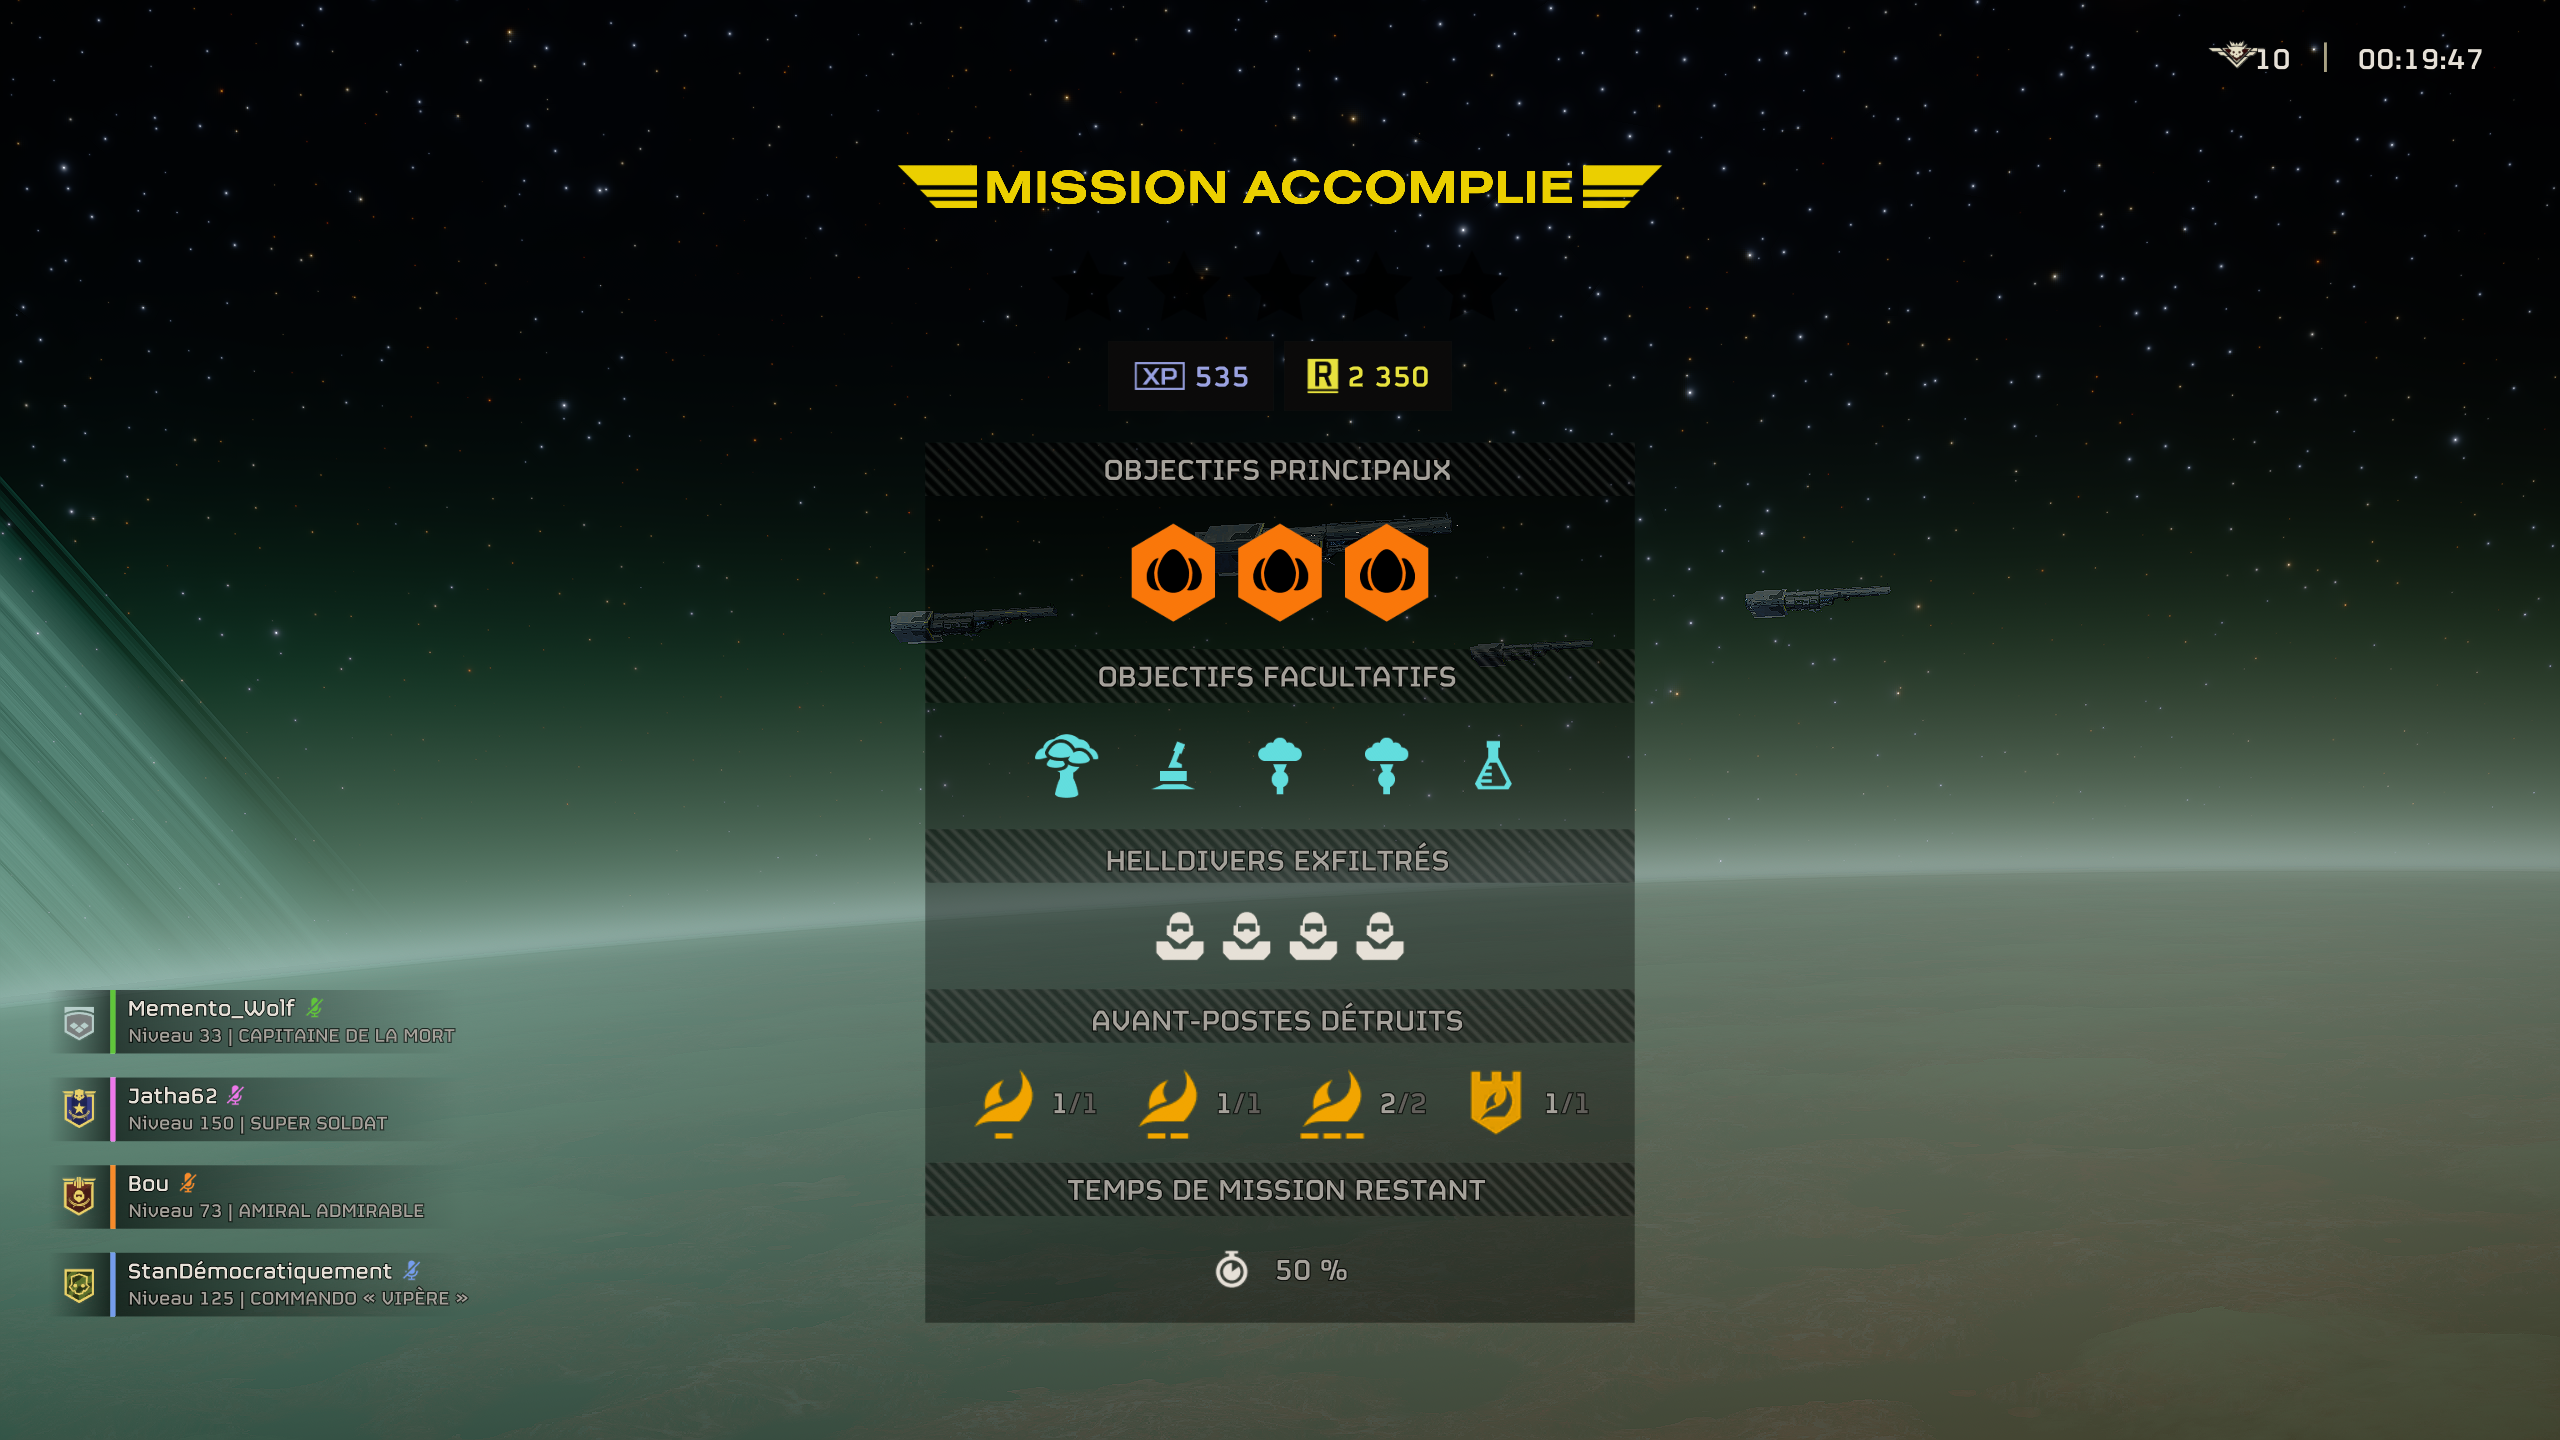 10 | 00:19:47
MISSION ACCOMPLIE
XP 535 R 2 350
OBJECTIFS PRINCIPAUX
OBJECTIFS FACULTATIFS
HELLDIVERS EXFILTRÉS
AVANT-POSTES DÉTRUITS
1/1 1/1 2/2 1/1
TEMPS DE MISSION RESTANT
50 %
Memento_Wolf
Niveau 33 | CAPITAINE DE LA MORT
Jatha62
Niveau 150 | SUPER SOLDAT
Bou
Niveau 73 | AMIRAL ADMIRABLE
StanDémocratiquement
Niveau 125 | COMMANDO « VIPÈRE »